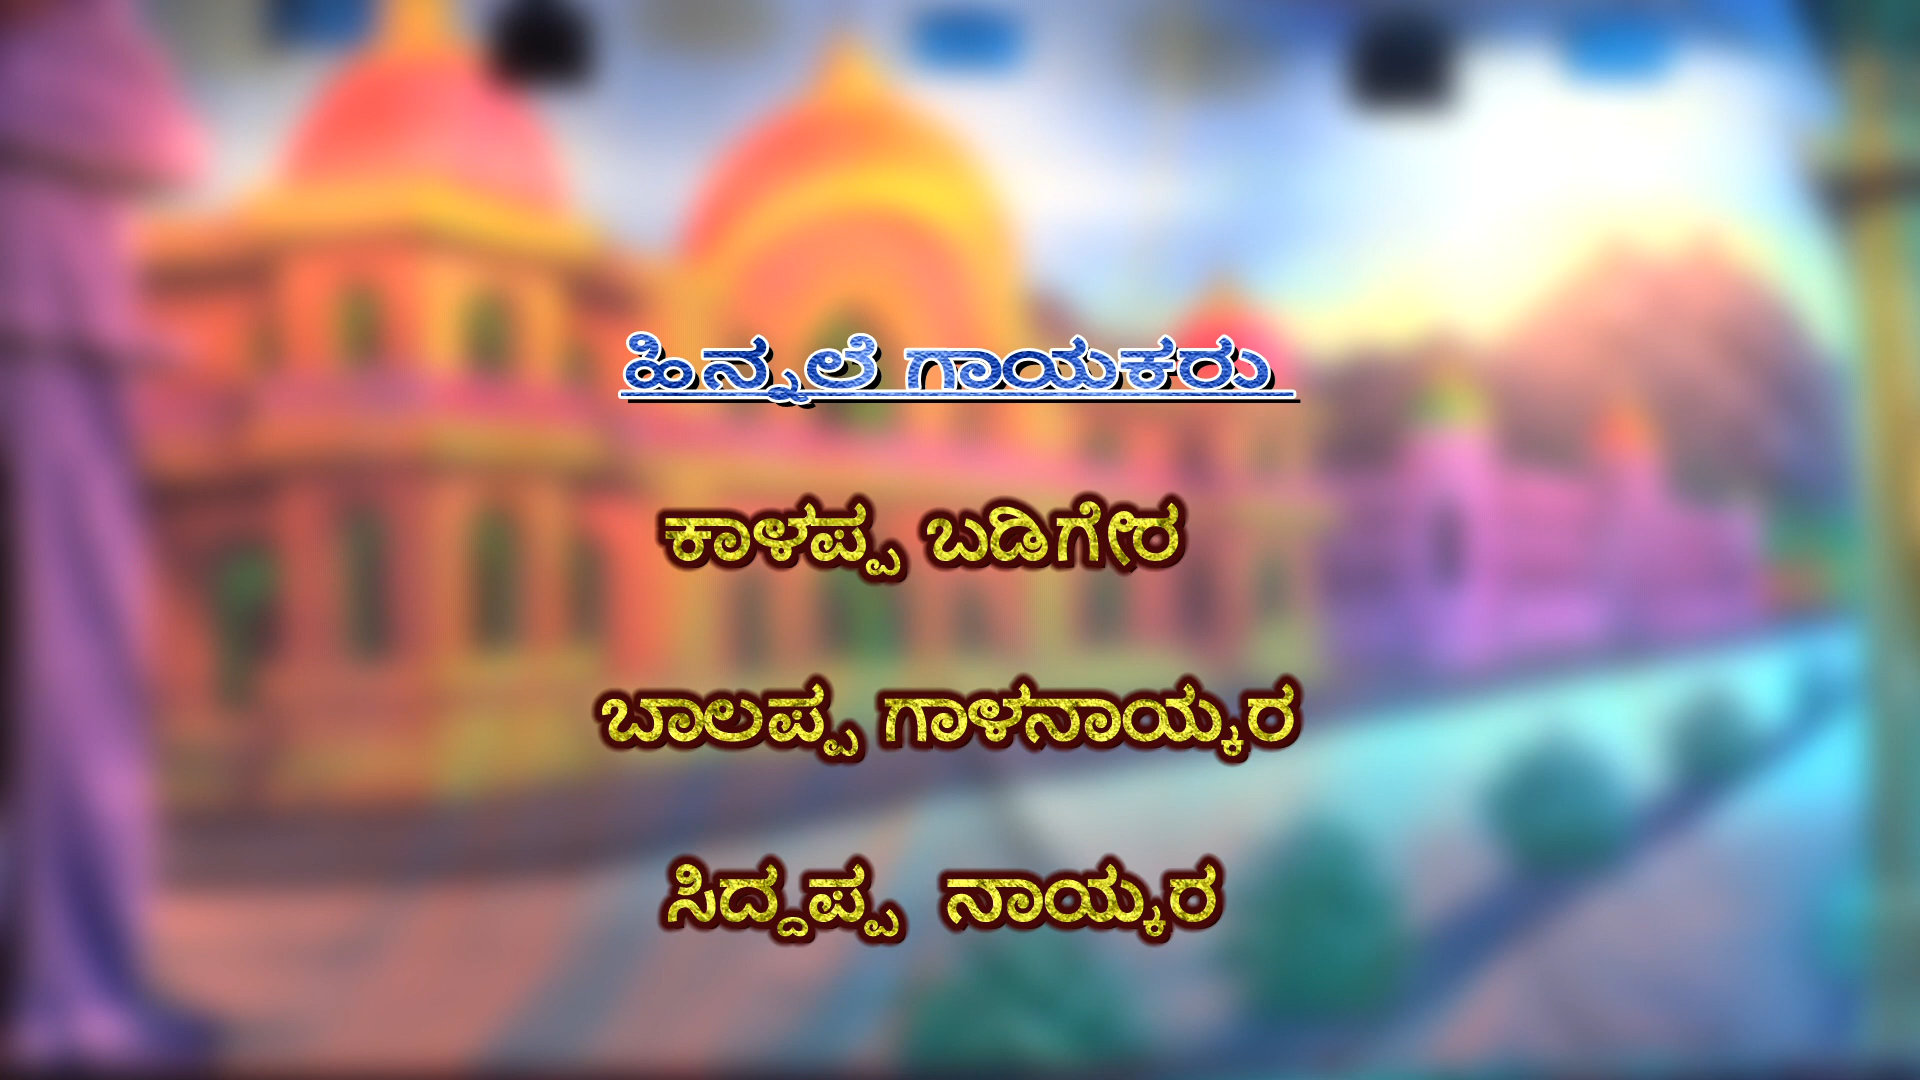 ಹಿನ್ನಲೆ ಗಾಯಕರು
ಕಾಳಪ್ಪ ಬಡಿಗೇರ
ಬಾಲಪ್ಪ ಗಾಳನಾಯ್ಕರ
ಸಿದ್ದಪ್ಪ ನಾಯ್ಕರ